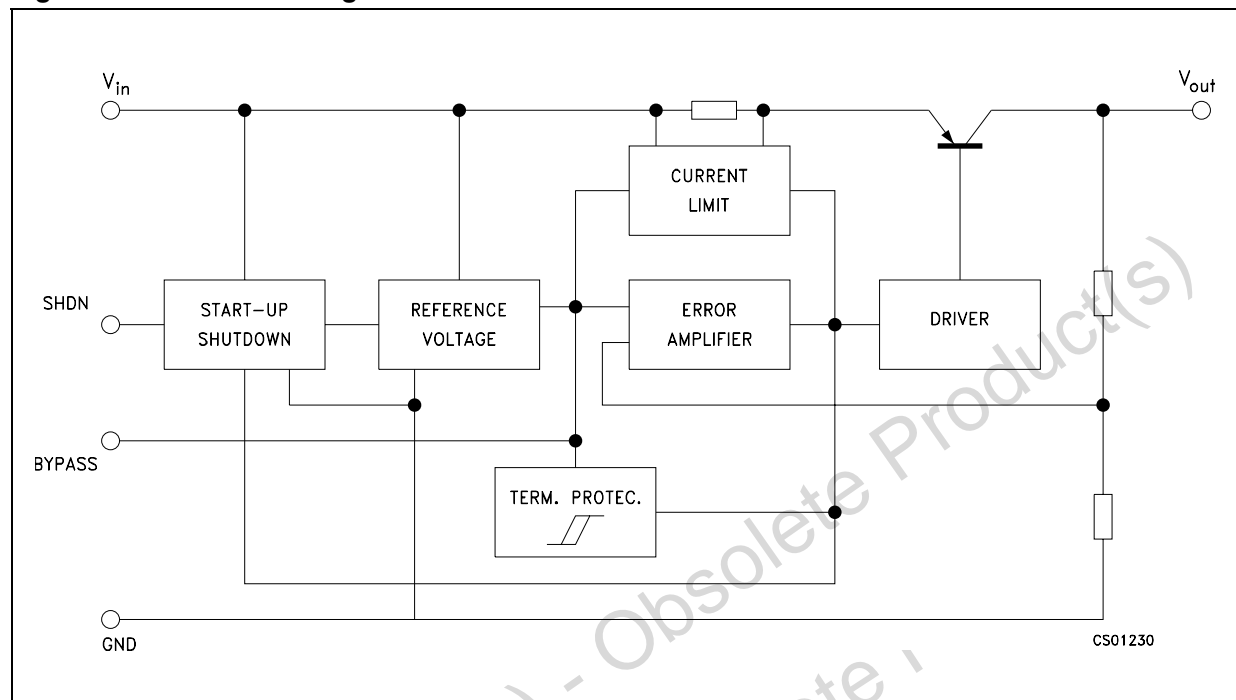 Vin
Vout
CURRENT
LIMIT
SHDN
START-UP
SHUTDOWN
REFERENCE
VOLTAGE
ERROR
AMPLIFIER
DRIVER
BYPASS
TERM. PROTEC.
GND
CS01230
- Obsolete Product(s)